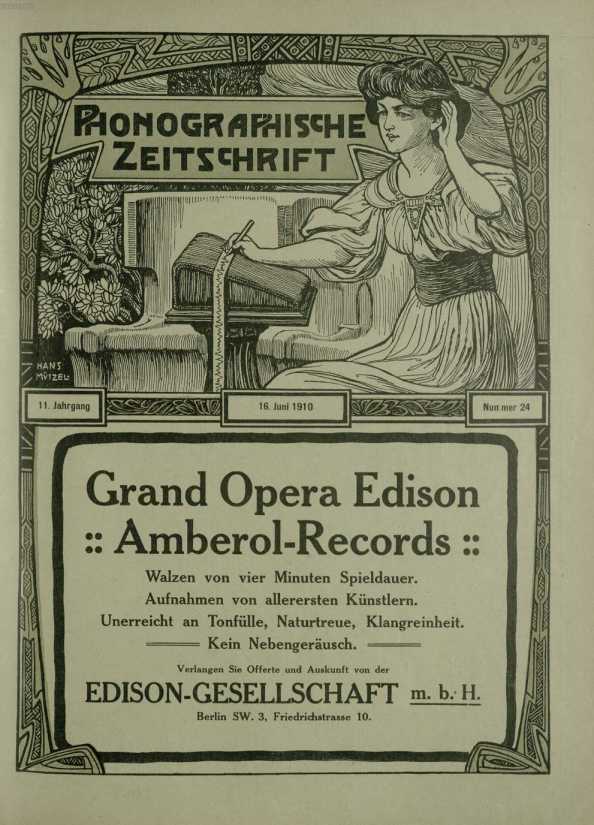 PHONOGRAPHISCHE
ZEITSCHRIFT
HANS
MÜTZEL
11. Jahrgang
16. Juni 1910
Nummer 24
Grand Opera Edison
:: Amberol-Records ::
Walzen von vier Minuten Spieldauer.
Aufnahmen von allerersten Künstlern.
Unerreicht an Tonfülle, Naturtreue, Klangreinheit.
Kein Nebengeräusch.
Verlangen Sie Offerte und Auskunft von der
EDISON-GESELLSCHAFT m. b. H.
Berlin SW. 3, Friedrichstrasse 10.